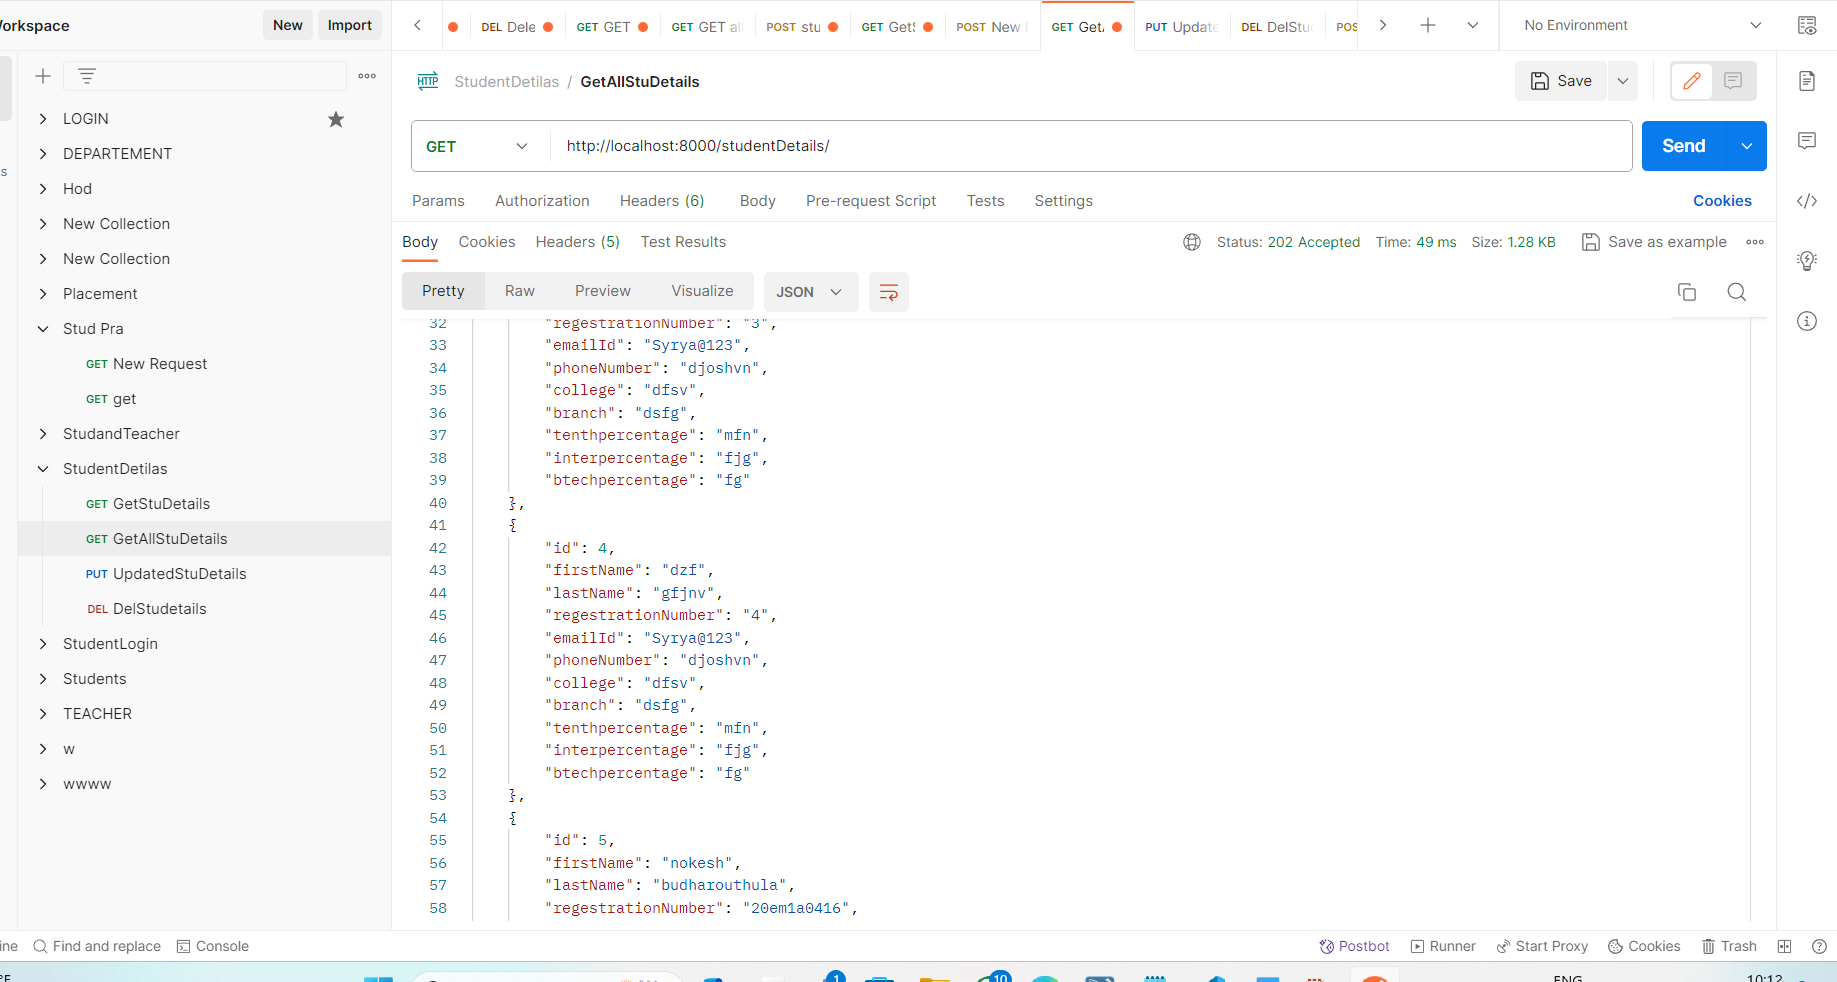 orkspace
New Import
DEL Dele GET GET GET GET al POST stu GET Get POST New GET Get PUT Update DEL DelStu POS No Environment
HTTP StudentDetilas / GetAllStuDetails Save
LOGIN
DEPARTEMENT
Hod
New Collection
New Collection
Placement
Stud Pra
GET New Request
GET get
StudandTeacher
StudentDetilas
GET GetStuDetails
GET GetAllStuDetails
PUT UpdatedStuDetails
DEL DelStudetails
StudentLogin
Students
TEACHER
w
wwww
s
GET http://localhost:8000/studentDetails/ Send
Params Authorization Headers (6) Body Pre-request Script Tests Settings Cookies
Body Cookies Headers (5) Test Results Status: 202 Accepted Time: 49 ms Size: 1.28 KB Save as example
Pretty Raw Preview Visualize JSON
32 "regestrationNumber": "3",
33 "emailId": "Syrya@123",
34 "phoneNumber": "djoshvn",
35 "college": "dfsv",
36 "branch": "dsfg",
37 "tenthpercentage": "mfn",
38 "interpercentage": "fjg",
39 "btechpercentage": "fg"
40 },
41 {
42 "id": 4,
43 "firstName": "dzf",
44 "lastName": "gfjnv",
45 "regestrationNumber": "4",
46 "emailId": "Syrya@123",
47 "phoneNumber": "djoshvn",
48 "college": "dfsv",
49 "branch": "dsfg",
50 "tenthpercentage": "mfn",
51 "interpercentage": "fjg",
52 "btechpercentage": "fg"
53 },
54 {
55 "id": 5,
56 "firstName": "nokesh",
57 "lastName": "budharouthula",
58 "regestrationNumber": "20em1a0416",
ine Find and replace Console Postbot Runner Start Proxy Cookies Trash
°F 1 10 ENG 10:12